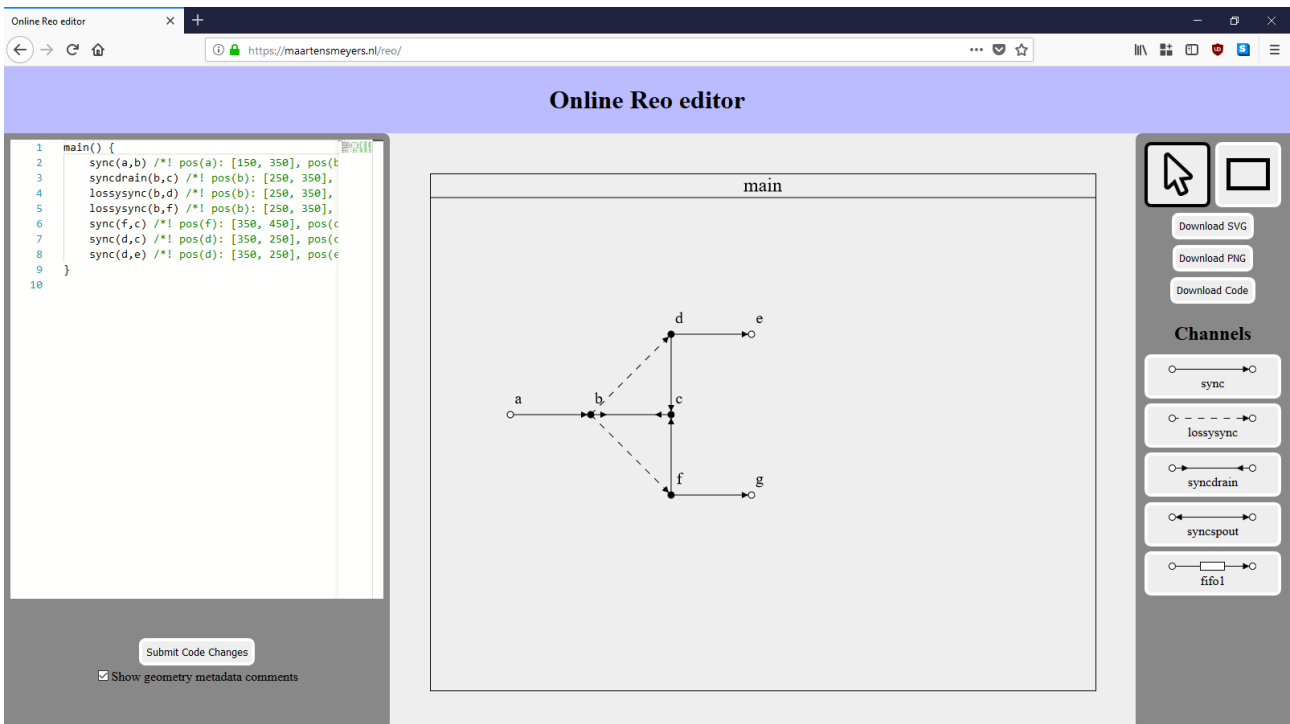 Online Reo editor
https://maartensmeyers.nl/reo/
Online Reo editor
1 main() {
2 sync(a,b) /*! pos(a): [150, 350], pos(b
3 syncdrain(b,c) /*! pos(b): [250, 350],
4 lossysync(b,d) /*! pos(b): [250, 350],
5 lossysync(b,f) /*! pos(b): [250, 350],
6 sync(f,c) /*! pos(f): [350, 450], pos(c
7 sync(d,c) /*! pos(d): [350, 250], pos(c
8 sync(d,e) /*! pos(d): [350, 250], pos(e
9 }
10
Submit Code Changes
Show geometry metadata comments
main
d e
a b c
f g
Download SVG
Download PNG
Download Code
Channels
sync
lossysync
syncdrain
syncspout
fifo1